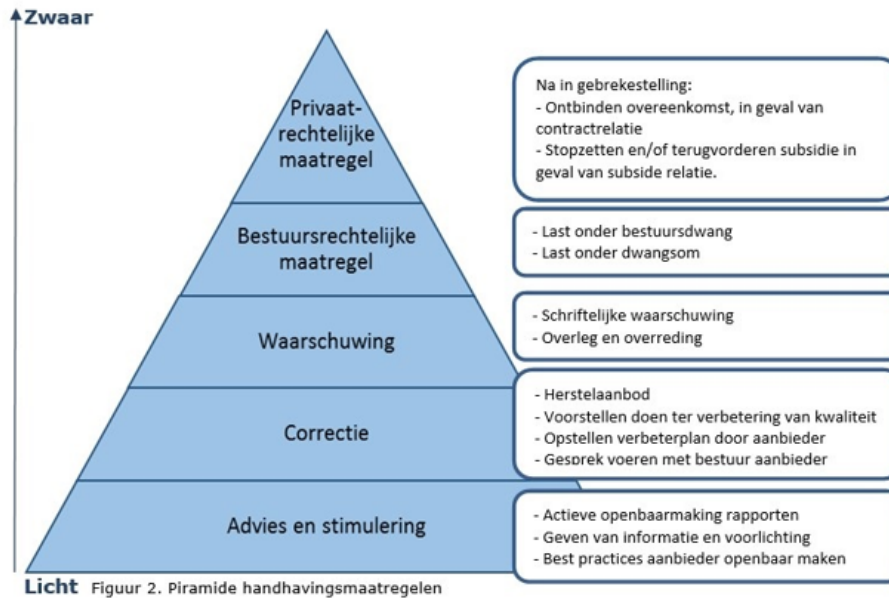 Zwaar
Privaat-
rechtelijke
maatregel
Na in gebrekestelling:
- Ontbinden overeenkomst, in geval van
contractrelatie
- Stopzetten en/of terugvorderen subsidie in
geval van subside relatie.
Bestuursrechtelijke
maatregel
- Last onder bestuursdwang
- Last onder dwangsom
Waarschuwing
- Schriftelijke waarschuwing
- Overleg en overreding
Correctie
- Herstelaanbod
- Voorstellen doen ter verbetering van kwaliteit
- Opstellen verbeterplan door aanbieder
- Gesprek voeren met bestuur aanbieder
Advies en stimulering
- Actieve openbaarmaking rapporten
- Geven van informatie en voorlichting
- Best practices aanbieder openbaar maken
Licht Figuur 2. Piramide handhavingsmaatregelen